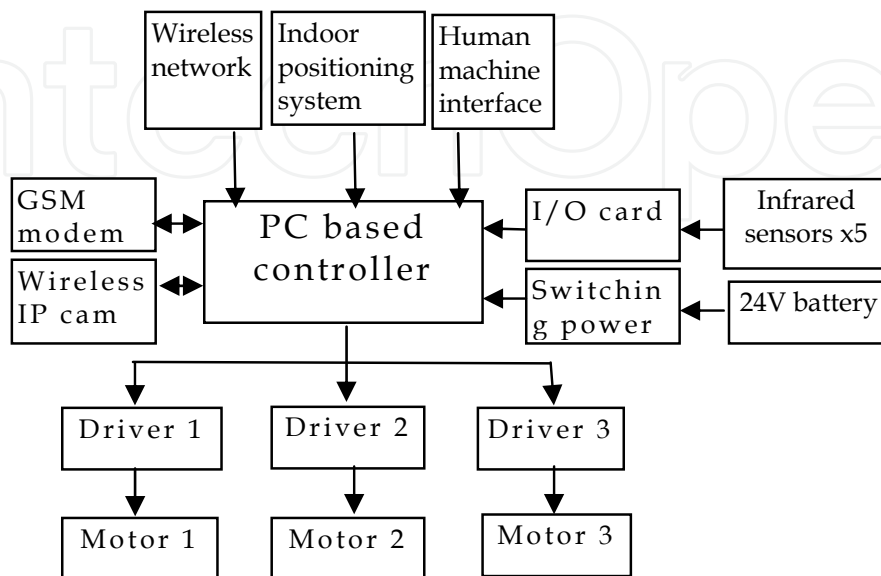 Wireless
network
Indoor
positioning
system
Human
machine
interface
GSM
modem
PC based
controller
I/O card
Infrared
sensors x5
Wireless
IP cam
Switchin
g power
24V battery
Driver 1
Driver 2
Driver 3
Motor 1
Motor 2
Motor 3